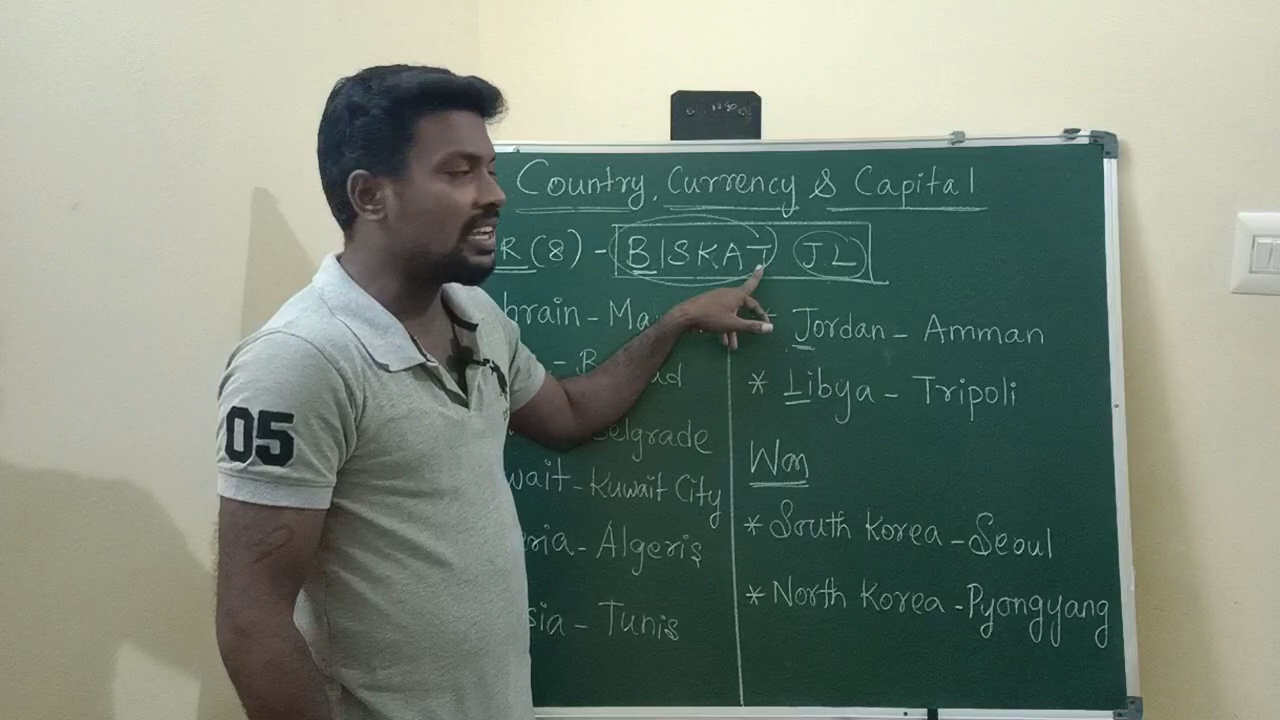 Country, Currency & Capital
R (8) - BISKAT JL
brain - Ma
- B
elgrade
wait - Kuwait City
ria - Algeris
sia - Tunis
* Jordan - Amman
* Libya - Tripoli
Won
* South Korea - Seoul
* North Korea - Pyongyang
05